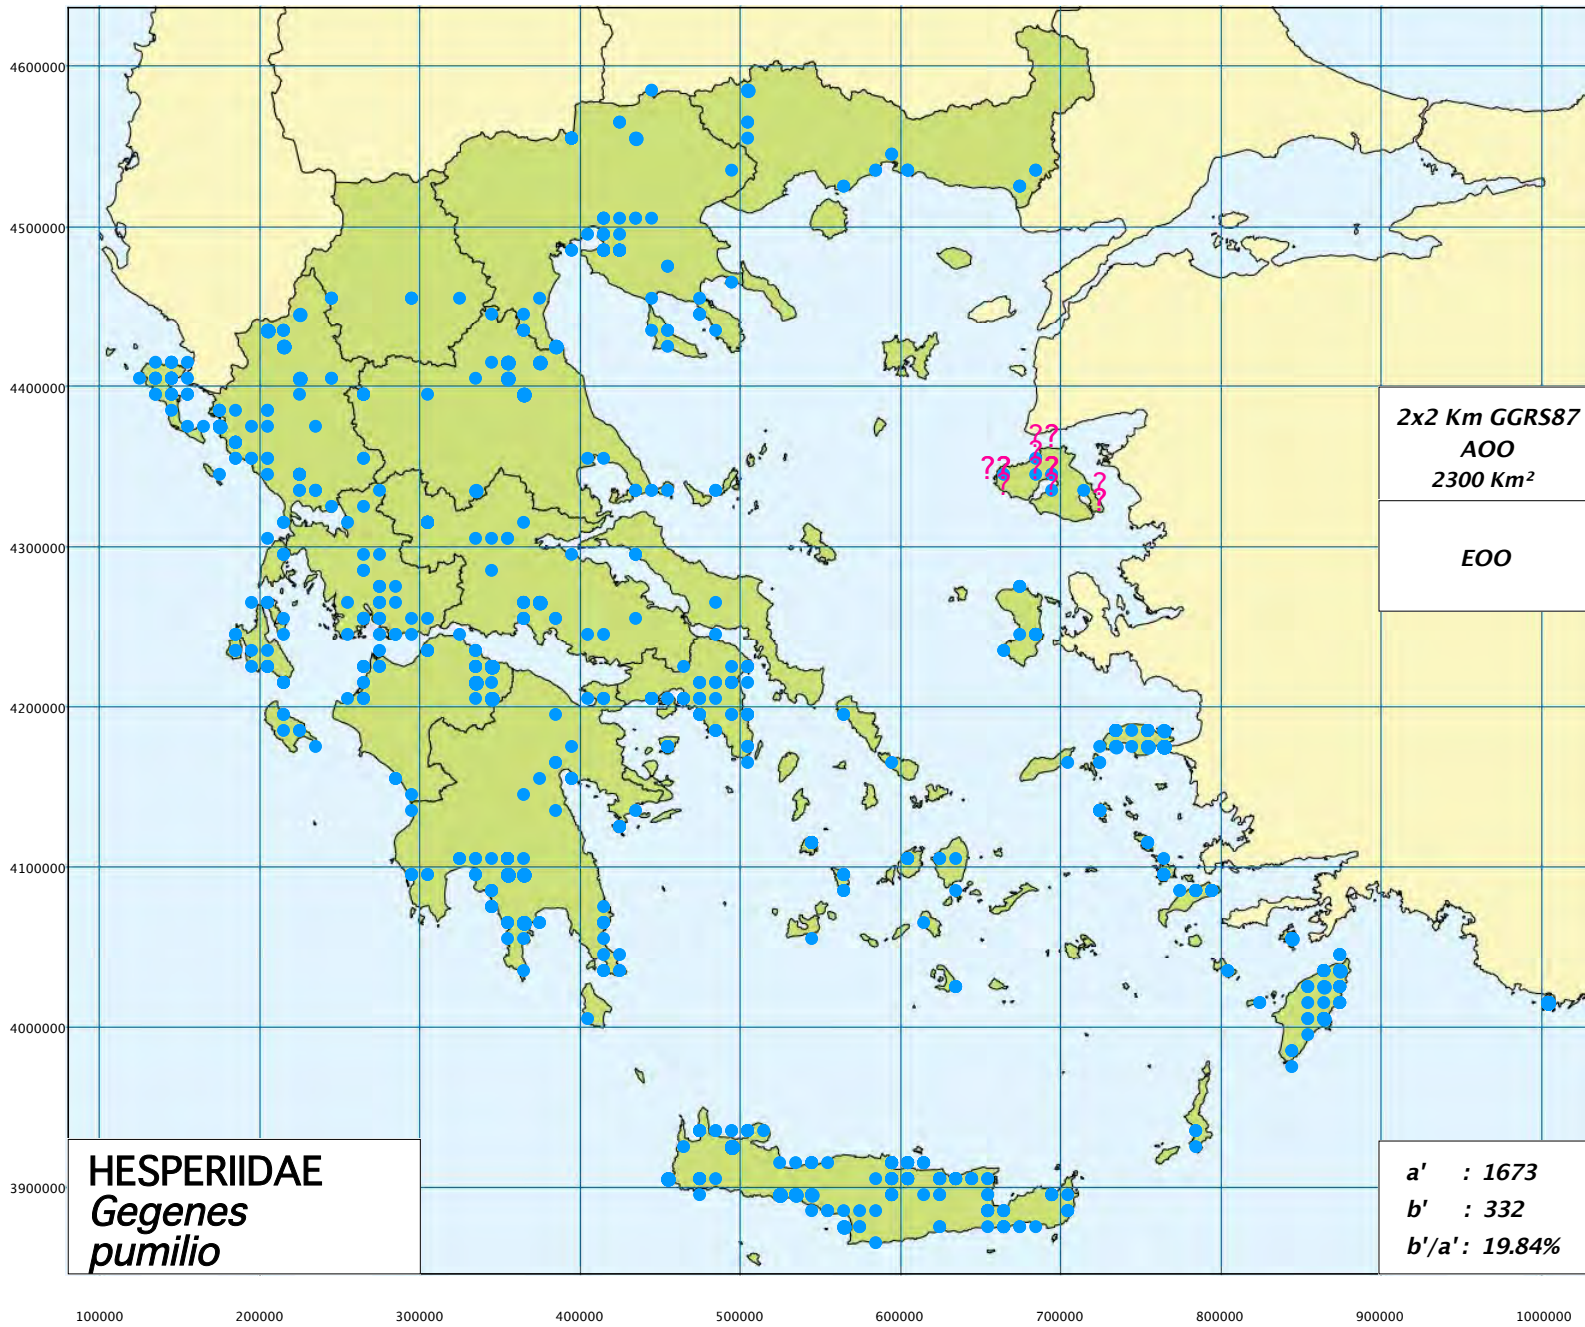 4600000
4500000
4400000
4300000
4200000
4100000
4000000
3900000
??
?
?
??
??
?
?
?
?
?
2x2 Km GGRS87
AOO
2300 Km²
EOO
HESPERIIDAE
Gegenes
pumilio
a' : 1673
b' : 332
b'/a' : 19.84%
100000 200000 300000 400000 500000 600000 700000 800000 900000 1000000